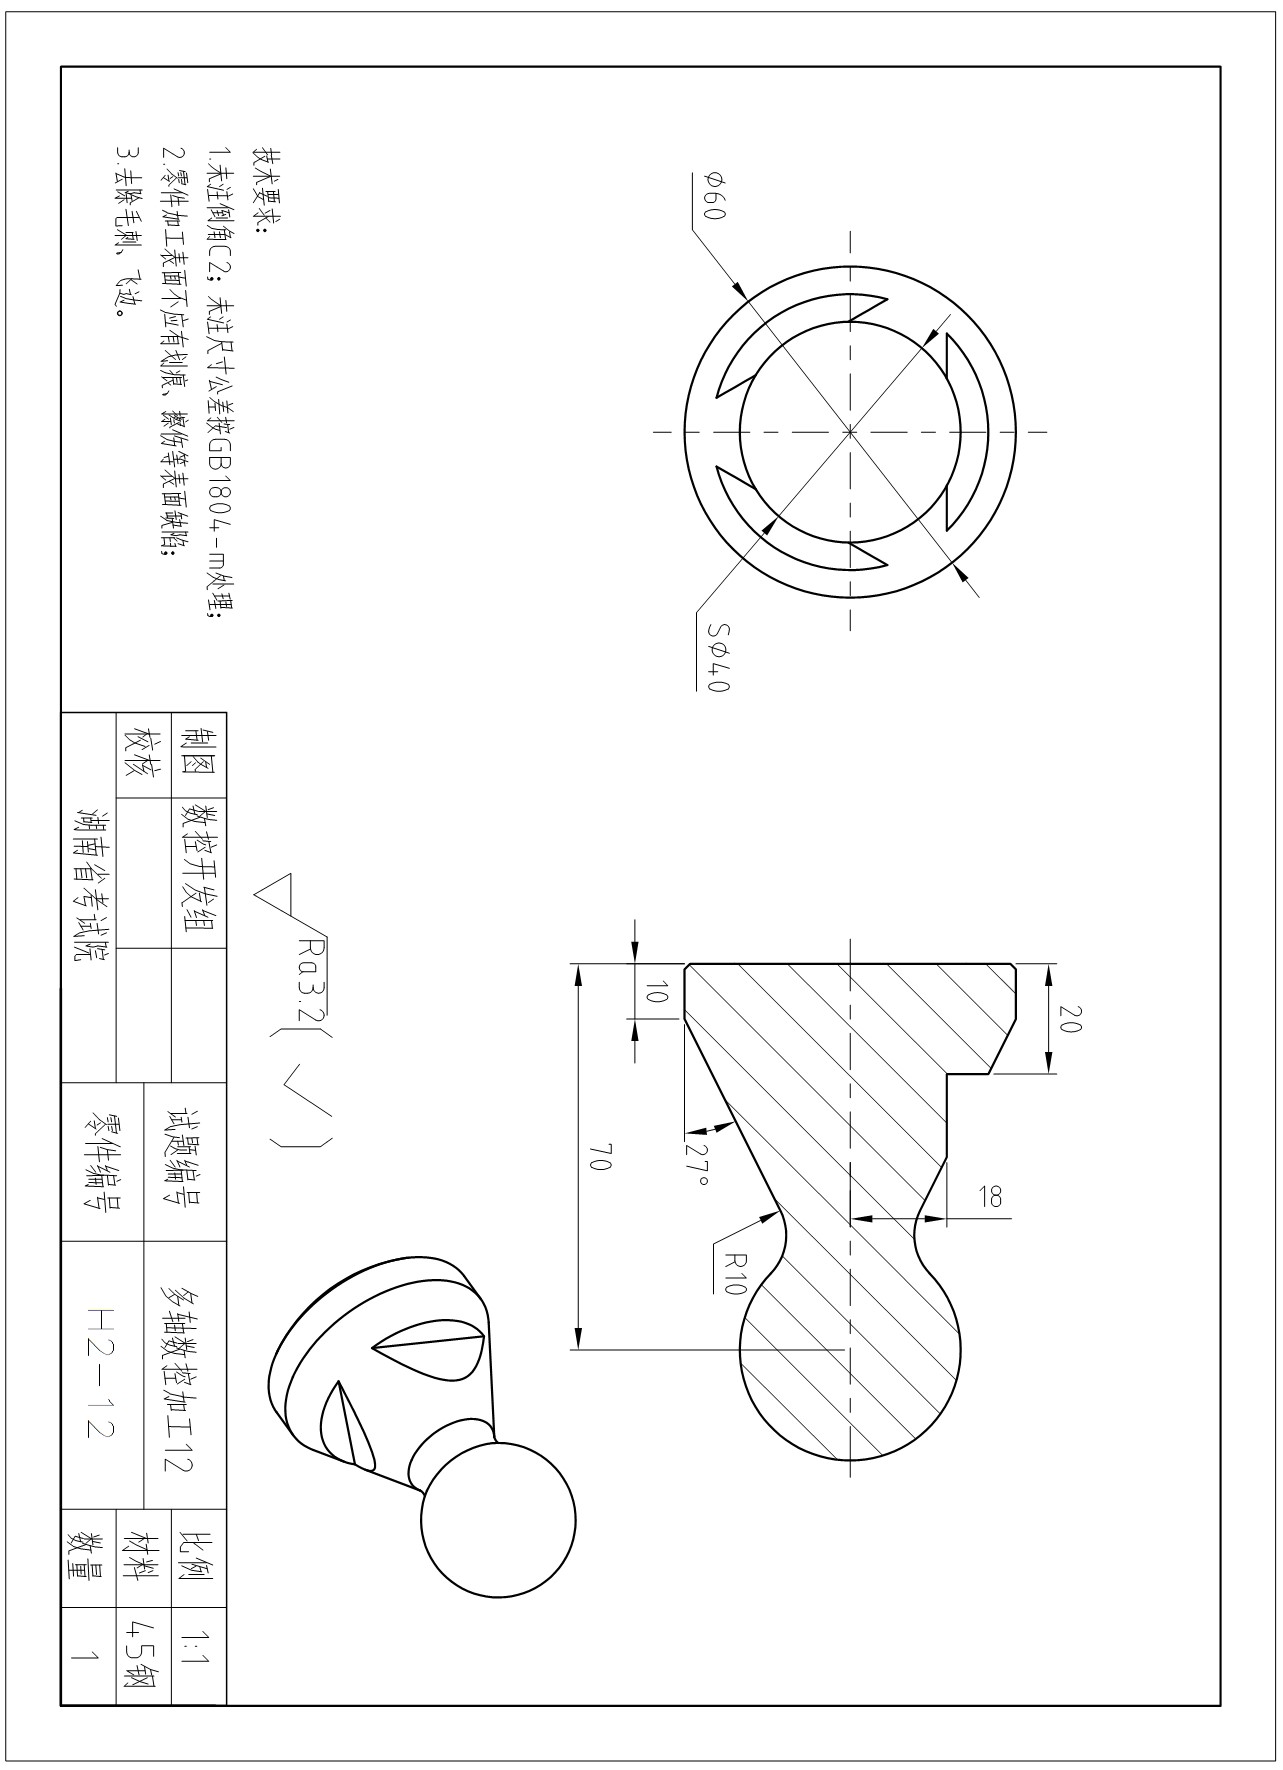 Φ60
SΦ40
20
18
10
70
27°
R10
技术要求:
1.未注倒角C2; 未注尺寸公差按GB1804-m处理;
2.零件加工表面不应有划痕、擦伤等表面缺陷;
3.去除毛刺、飞边。
Ra3.2 (√)
制图 数控开发组 试题编号 多轴数控加工12 比例 1:1
校核 材料 45钢
湖南省考试院 零件编号 H2-12 数量 1